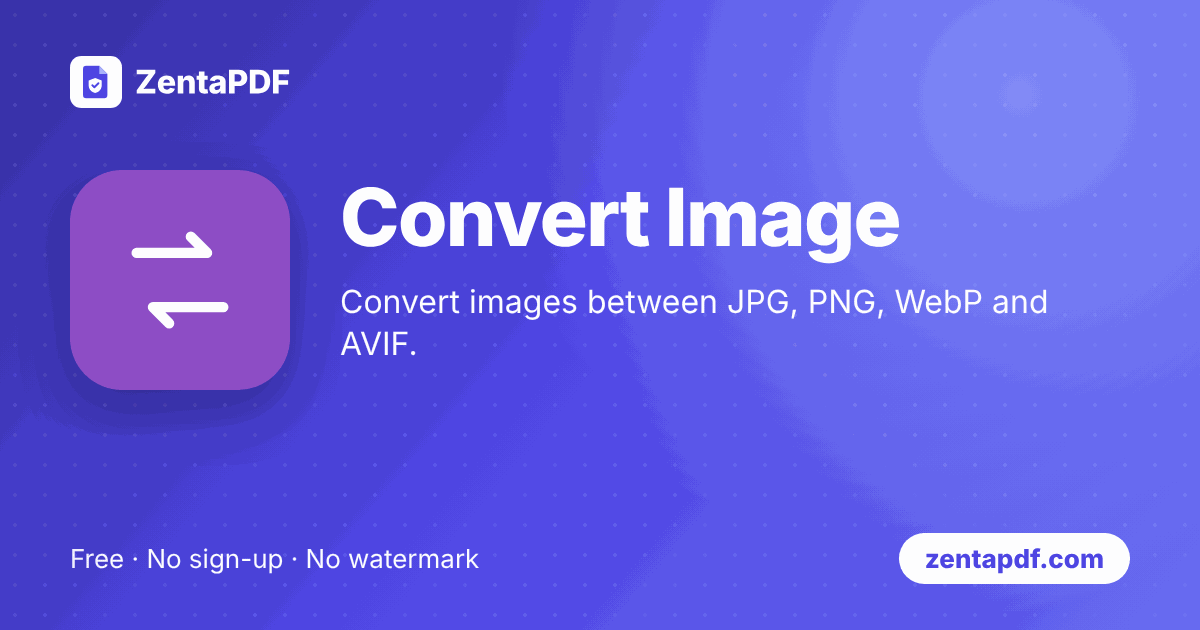 ZentaPDF
Convert Image
Convert images between JPG, PNG, WebP and
AVIF.
Free · No sign-up · No watermark
zentapdf.com